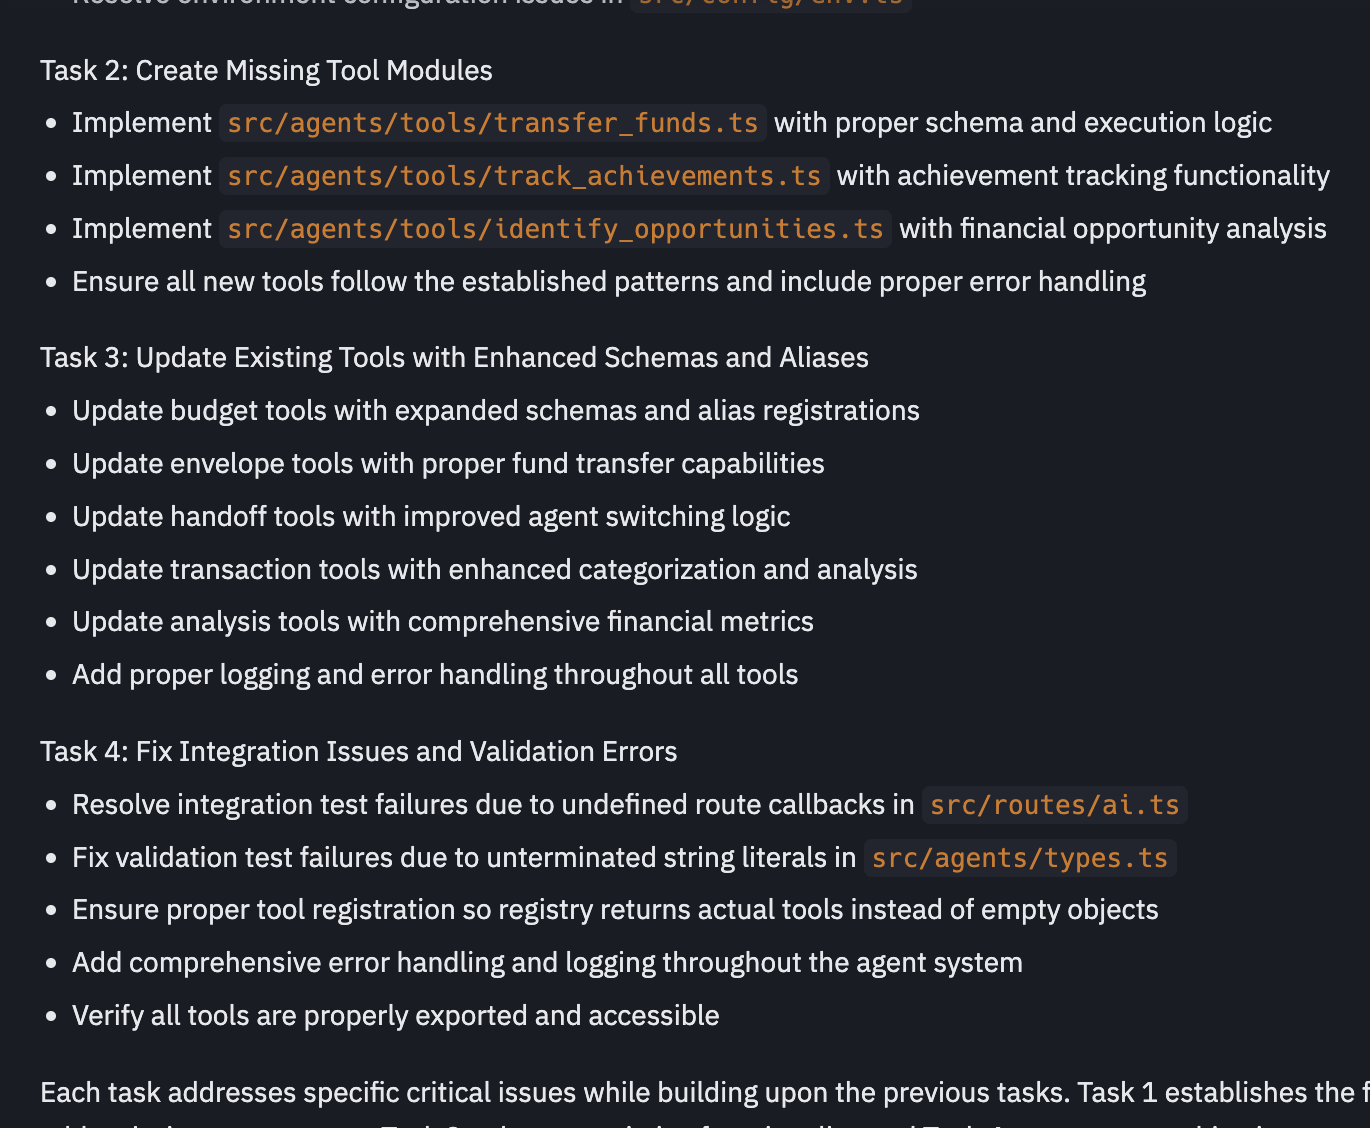 Resolve environment configuration issues in src/config/env.ts
Task 2: Create Missing Tool Modules
• Implement src/agents/tools/transfer_funds.ts with proper schema and execution logic
• Implement src/agents/tools/track_achievements.ts with achievement tracking functionality
• Implement src/agents/tools/identify_opportunities.ts with financial opportunity analysis
• Ensure all new tools follow the established patterns and include proper error handling
Task 3: Update Existing Tools with Enhanced Schemas and Aliases
• Update budget tools with expanded schemas and alias registrations
• Update envelope tools with proper fund transfer capabilities
• Update handoff tools with improved agent switching logic
• Update transaction tools with enhanced categorization and analysis
• Update analysis tools with comprehensive financial metrics
• Add proper logging and error handling throughout all tools
Task 4: Fix Integration Issues and Validation Errors
• Resolve integration test failures due to undefined route callbacks in src/routes/ai.ts
• Fix validation test failures due to unterminated string literals in src/agents/types.ts
• Ensure proper tool registration so registry returns actual tools instead of empty objects
• Add comprehensive error handling and logging throughout the agent system
• Verify all tools are properly exported and accessible
Each task addresses specific critical issues while building upon the previous tasks. Task 1 establishes the